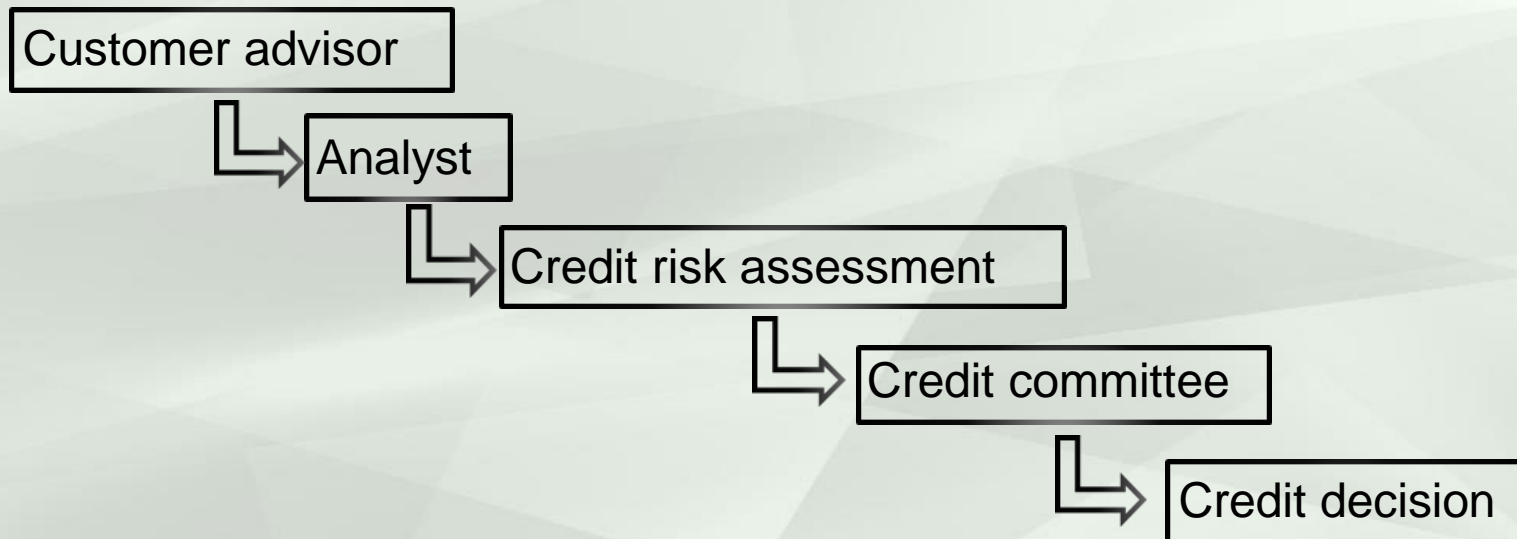 Customer advisor
Analyst
Credit risk assessment
Credit committee
Credit decision